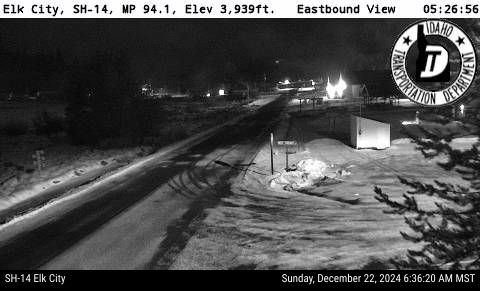 Elk City, SH-14, MP 94.1, Elev 3,939ft. Eastbound View 05:26:56
IDAHO
TRANSPORTATION DEPARTMENT
SH-14 Elk City Sunday, December 22, 2024 6:36:20 AM MST